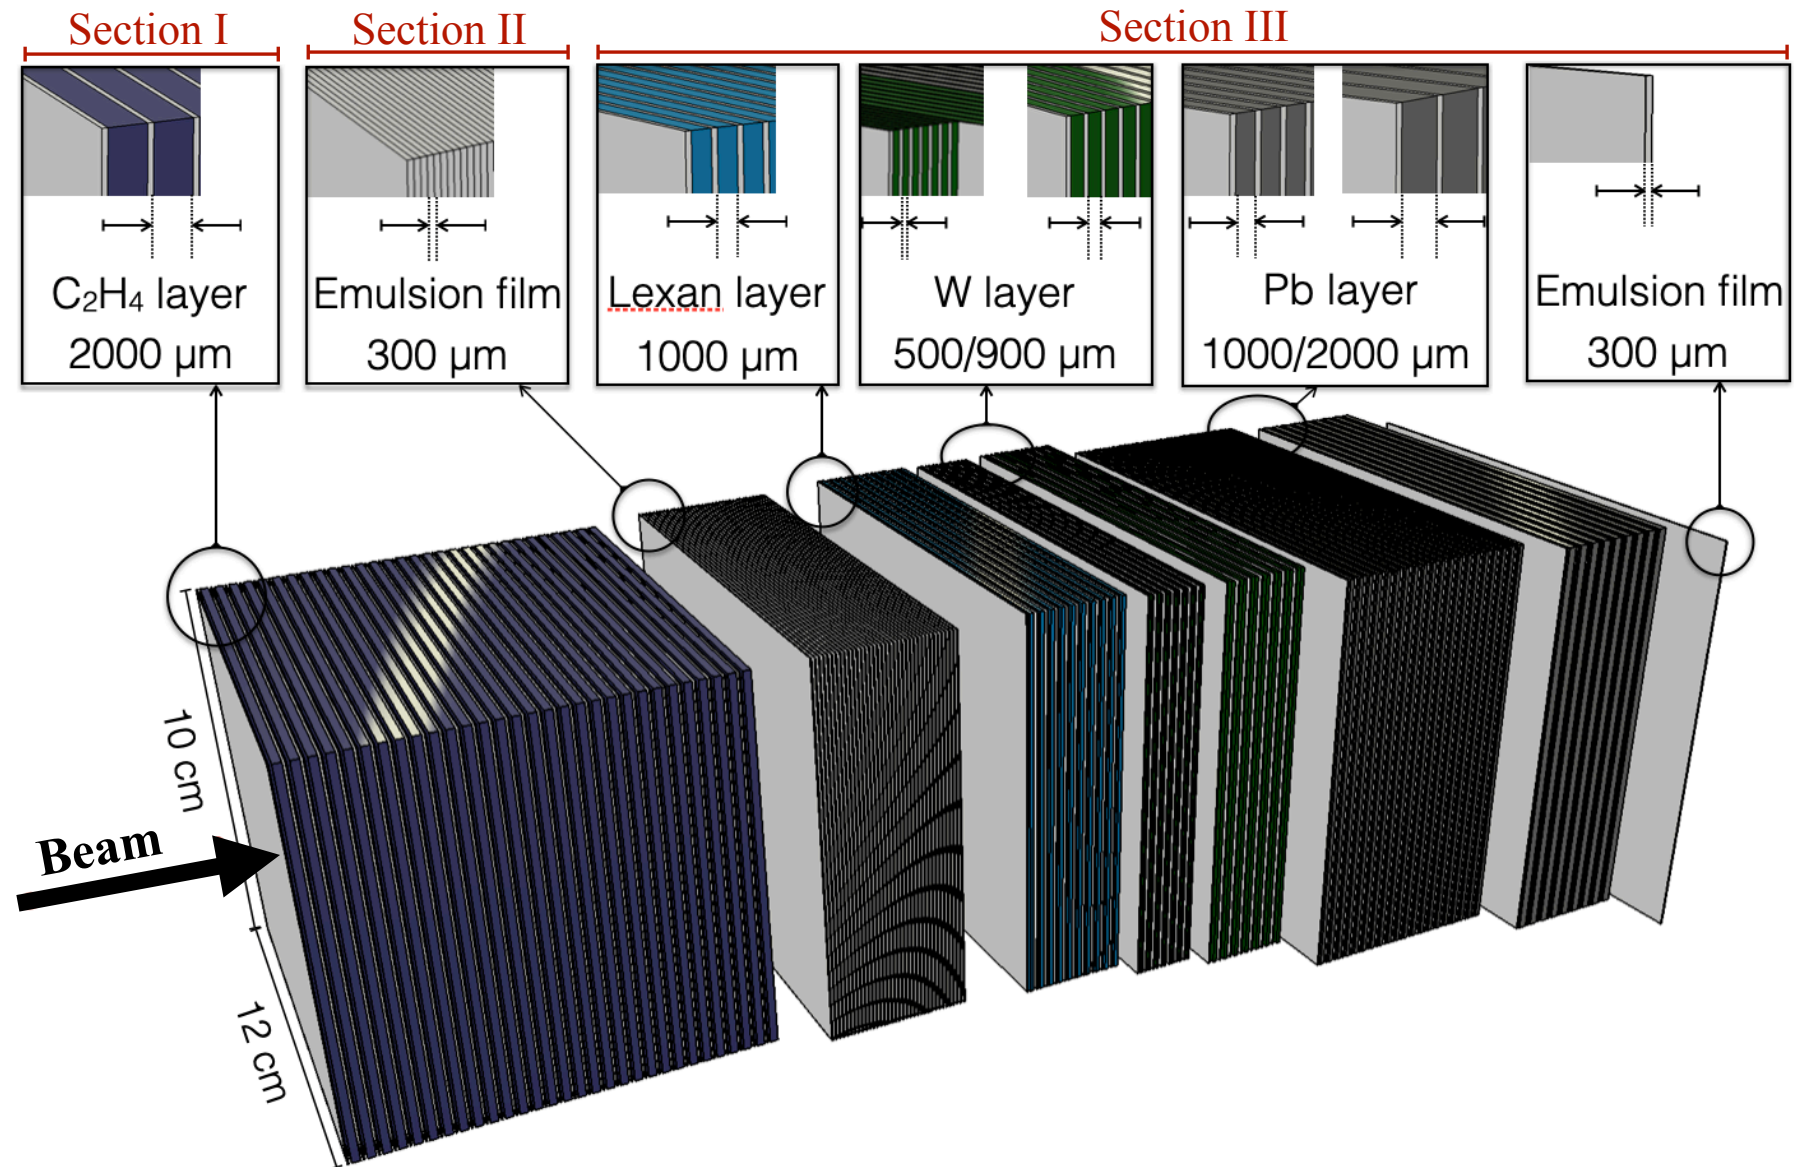 Section I
Section II
Section III
C₂H₄ layer
2000 µm
Emulsion film
300 µm
Lexan layer
1000 µm
W layer
500/900 µm
Pb layer
1000/2000 µm
Emulsion film
300 µm
10 cm
Beam
12 cm